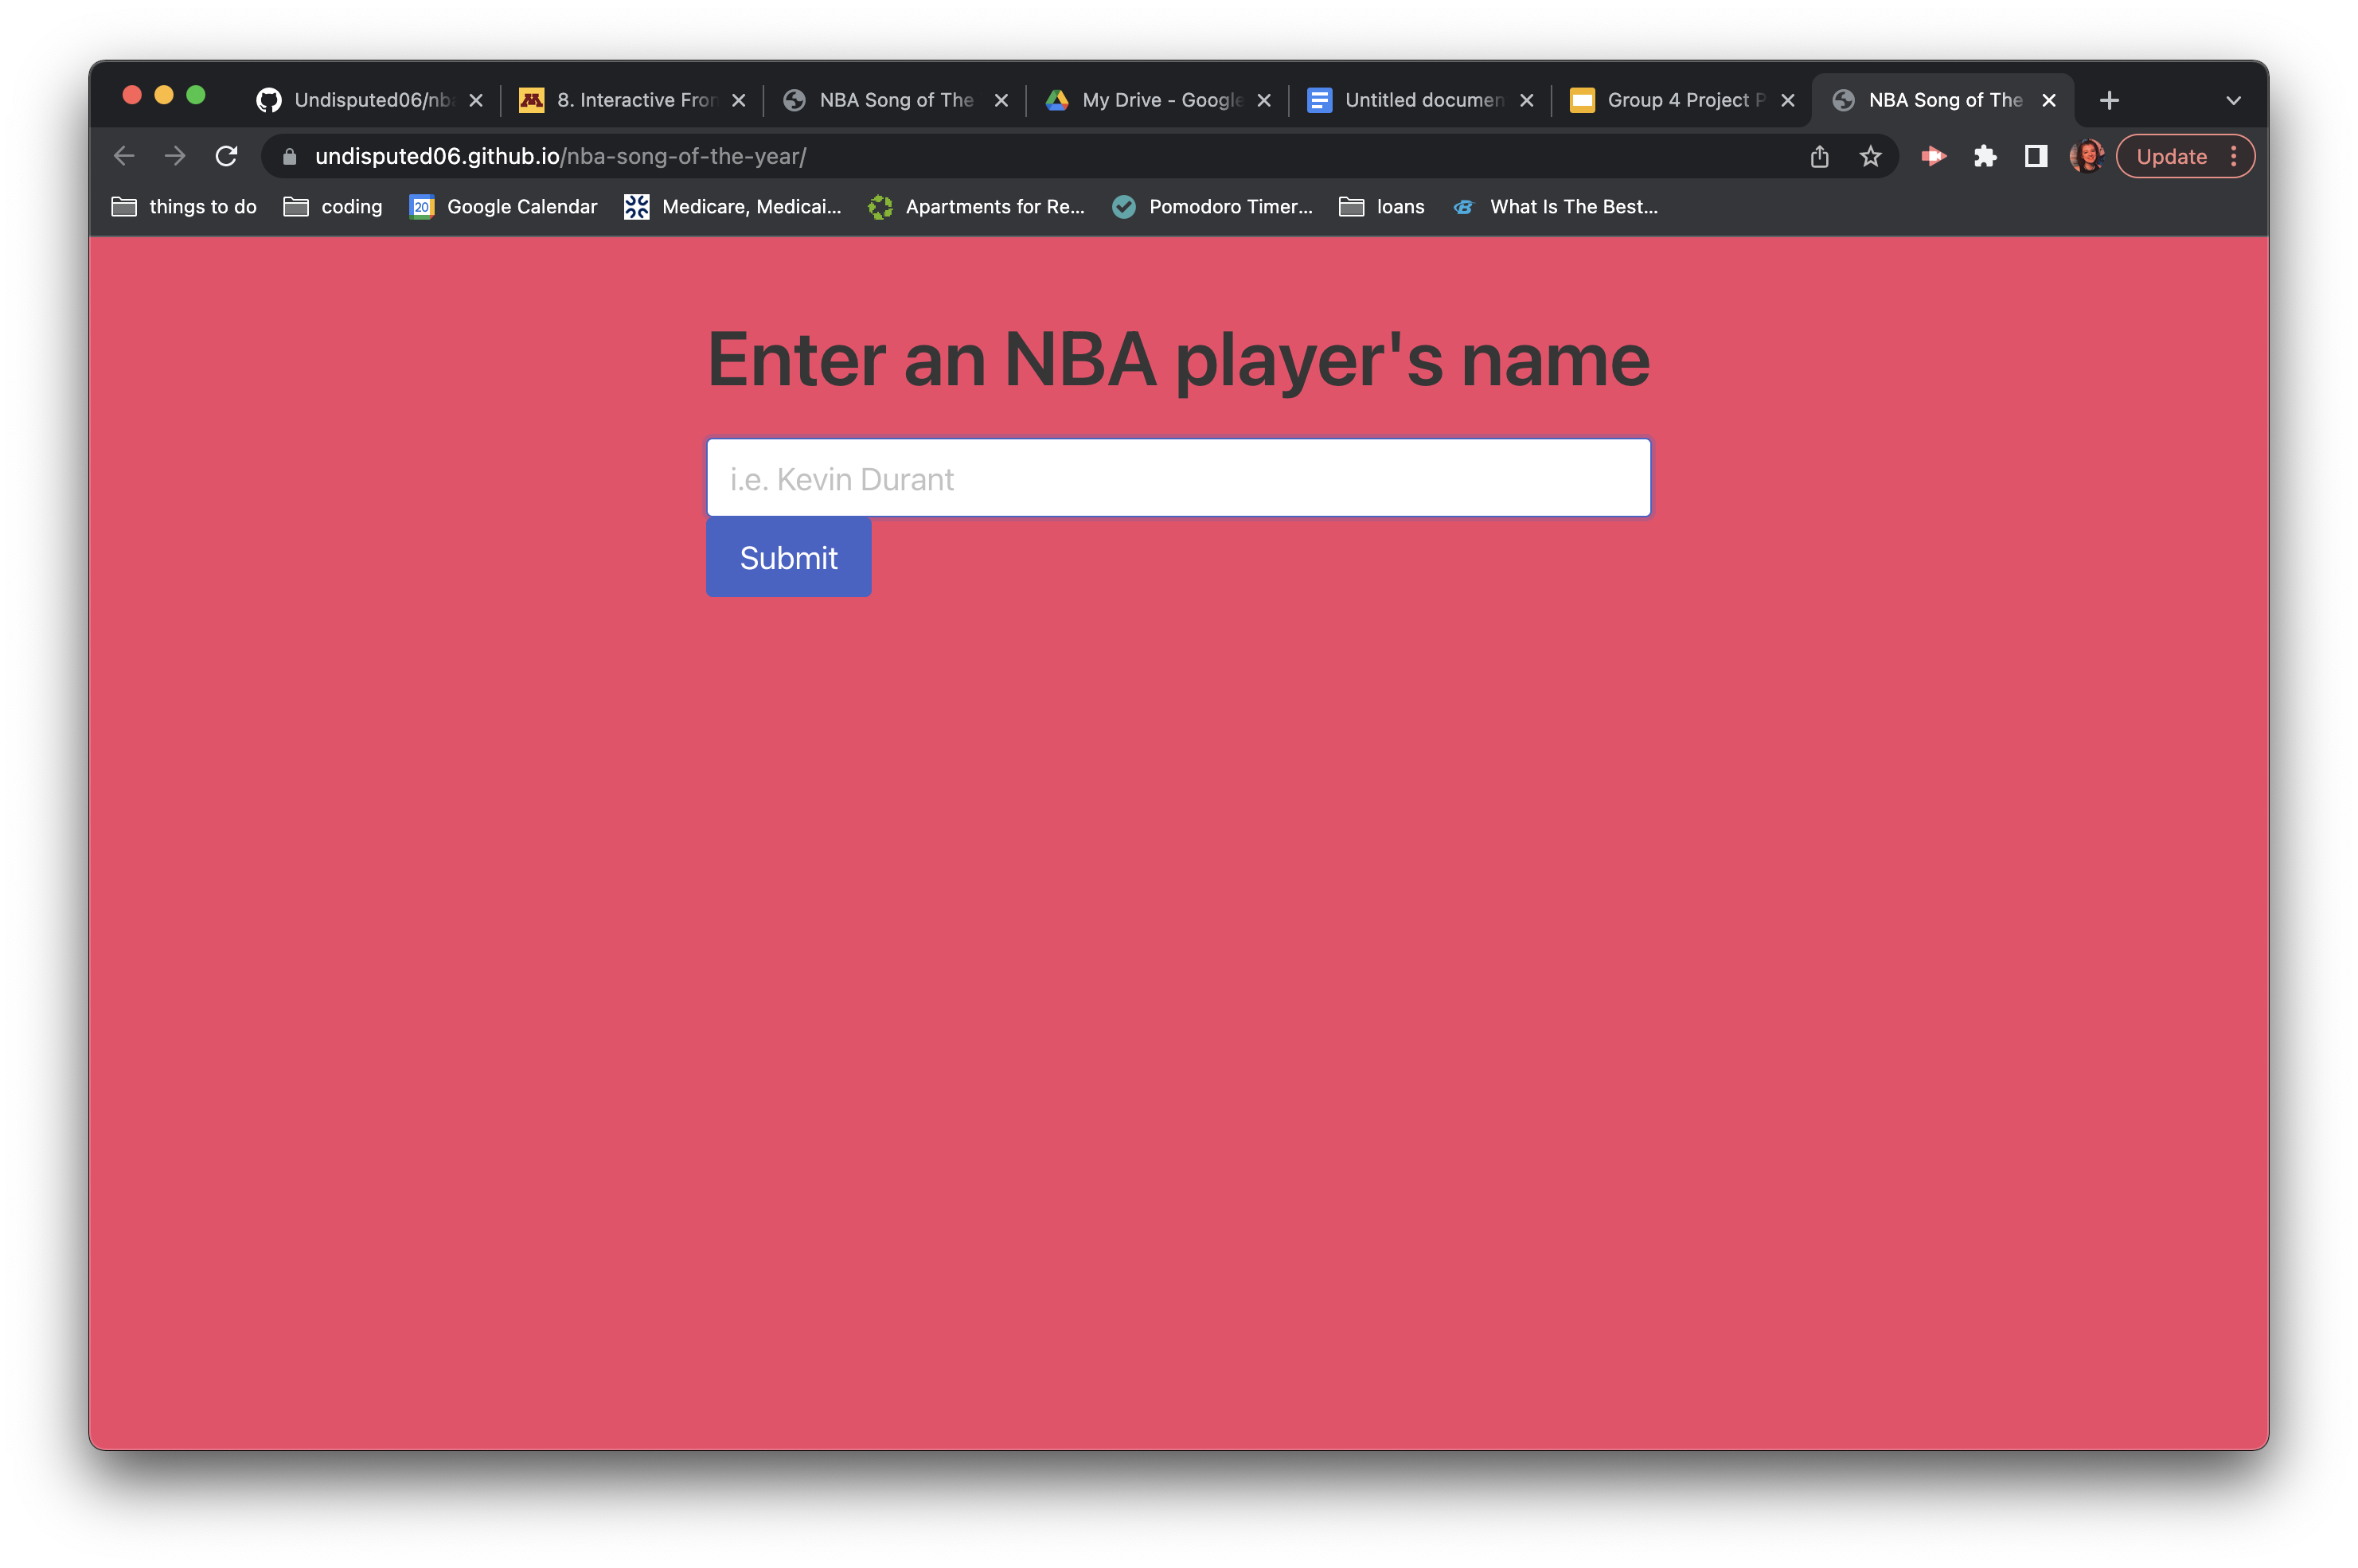 Undisputed06/nb
8. Interactive Fron
NBA Song of The
My Drive - Google
Untitled documen
Group 4 Project P
NBA Song of The
undisputed06.github.io/nba-song-of-the-year/
Update
things to do
coding
20
Google Calendar
Medicare, Medicai...
Apartments for Re...
Pomodoro Timer...
loans
What Is The Best...
Enter an NBA player's name
i.e. Kevin Durant
Submit